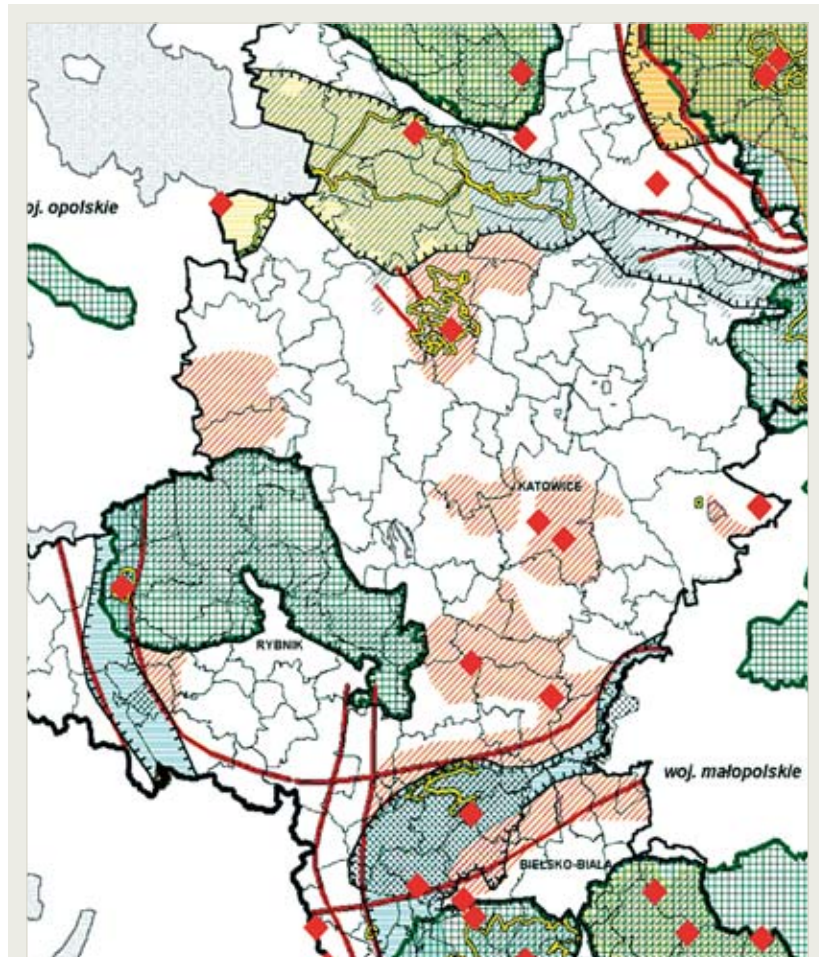 oj. opolskie
KATOWICE
RYBNIK
woj. małopolskie
BIELSKO-BIAŁA